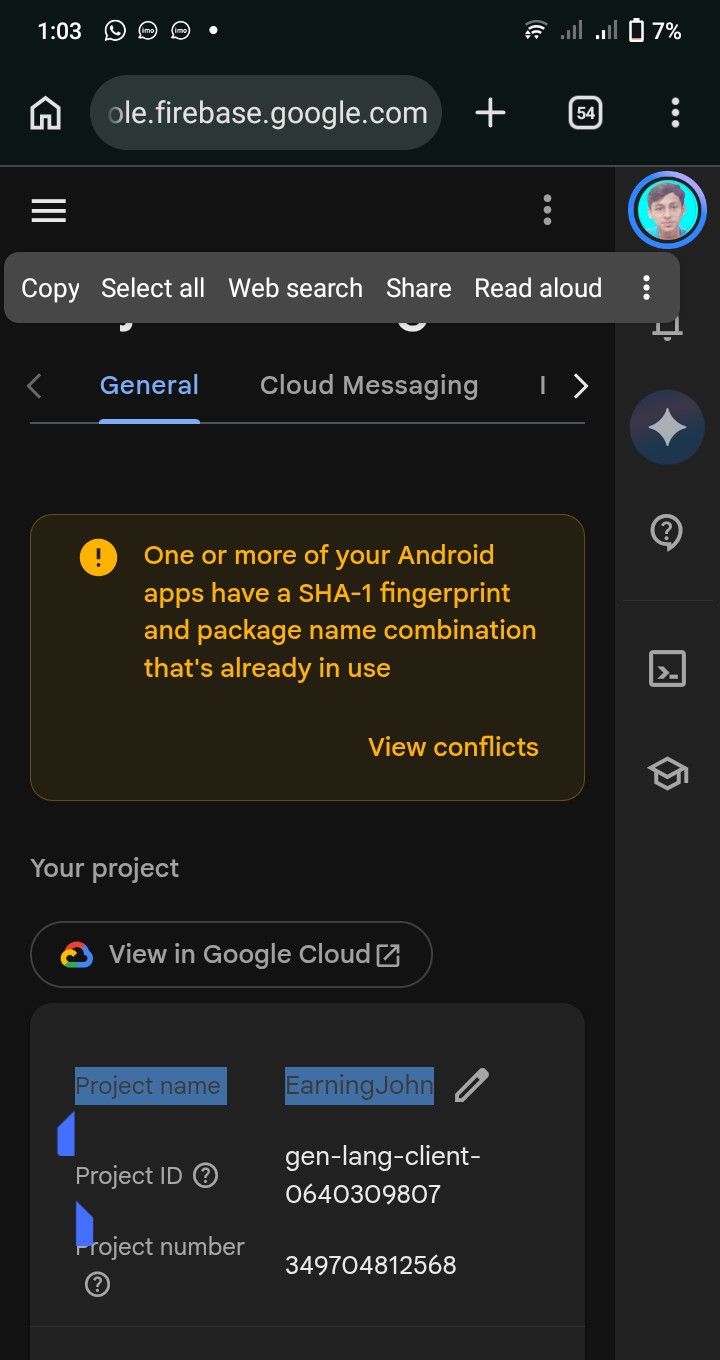 1:03 imo imo 7%
ole.firebase.google.com 54
Copy Select all Web search Share Read aloud
General Cloud Messaging
One or more of your Android
apps have a SHA-1 fingerprint
and package name combination
that's already in use
View conflicts
Your project
View in Google Cloud
Project name EarningJohn
Project ID gen-lang-client-
0640309807
Project number 349704812568